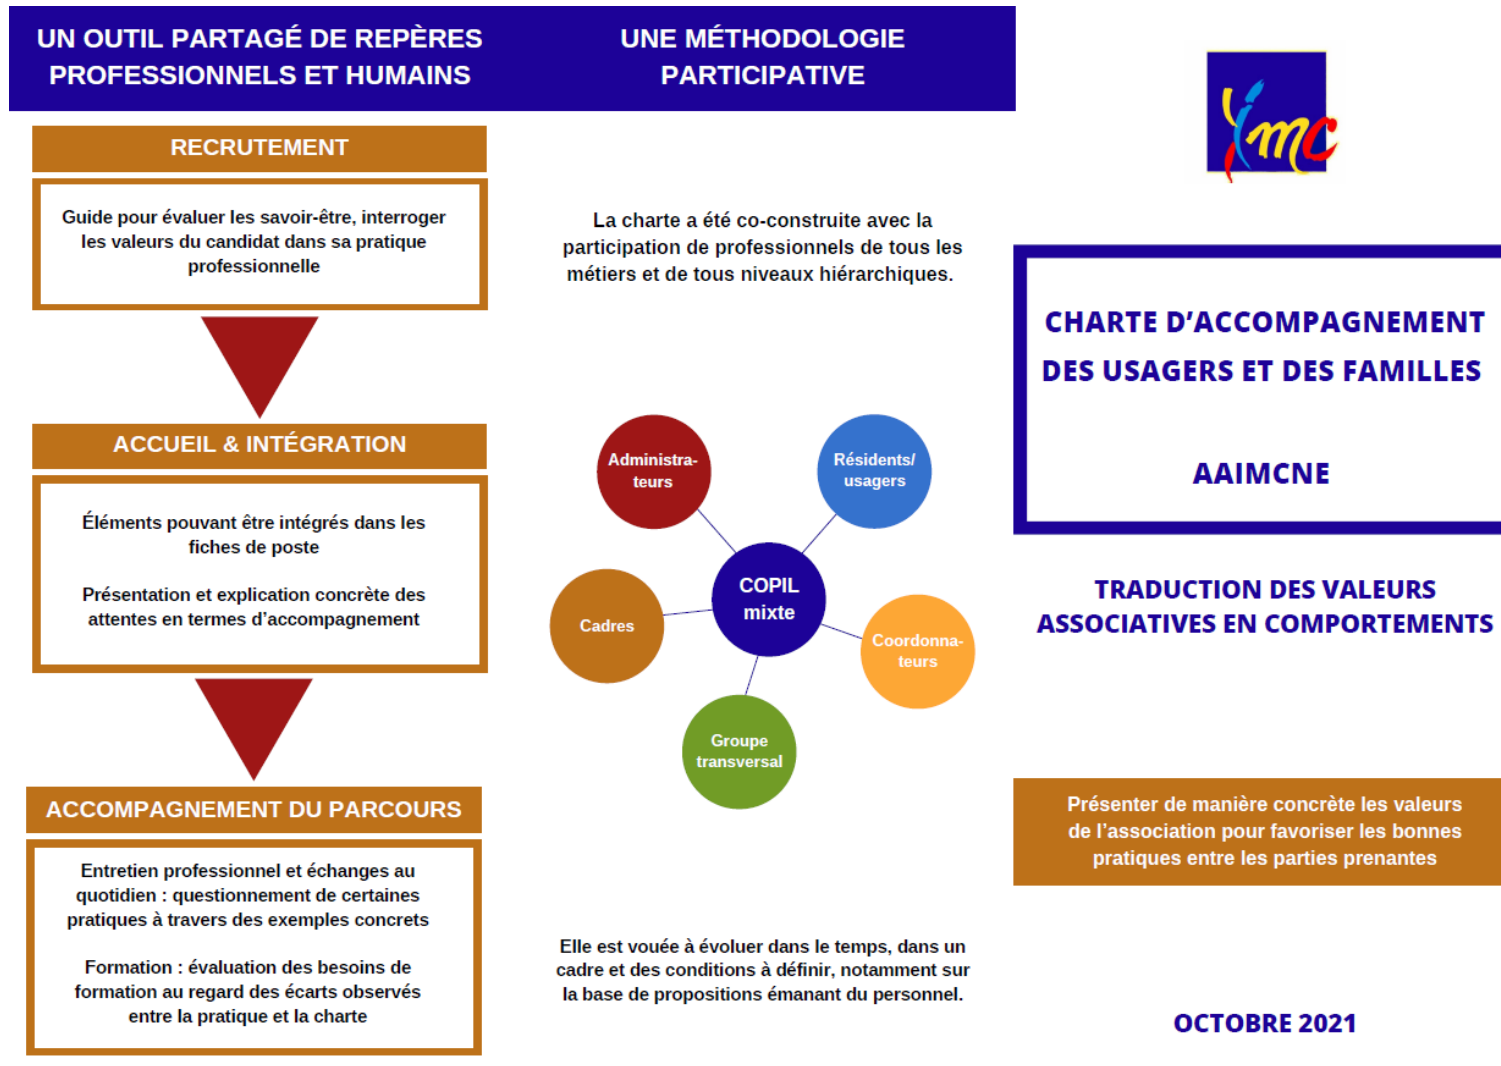 UN OUTIL PARTAGÉ DE REPÈRES
PROFESSIONNELS ET HUMAINS
RECRUTEMENT
Guide pour évaluer les savoir-être, interroger
les valeurs du candidat dans sa pratique
professionnelle
ACCUEIL & INTÉGRATION
Éléments pouvant être intégrés dans les
fiches de poste
Présentation et explication concrète des
attentes en termes d'accompagnement
ACCOMPAGNEMENT DU PARCOURS
Entretien professionnel et échanges au
quotidien : questionnement de certaines
pratiques à travers des exemples concrets
Formation : évaluation des besoins de
formation au regard des écarts observés
entre la pratique et la charte
UNE MÉTHODOLOGIE
PARTICIPATIVE
La charte a été co-construite avec la
participation de professionnels de tous les
métiers et de tous niveaux hiérarchiques.
Administra-
teurs
Résidents/
usagers
COPIL
mixte
Cadres
Coordonna-
teurs
Groupe
transversal
Elle est vouée à évoluer dans le temps, dans un
cadre et des conditions à définir, notamment sur
la base de propositions émanant du personnel.
imc
CHARTE D'ACCOMPAGNEMENT
DES USAGERS ET DES FAMILLES
AAIMCNE
TRADUCTION DES VALEURS
ASSOCIATIVES EN COMPORTEMENTS
Présenter de manière concrète les valeurs
de l'association pour favoriser les bonnes
pratiques entre les parties prenantes
OCTOBRE 2021